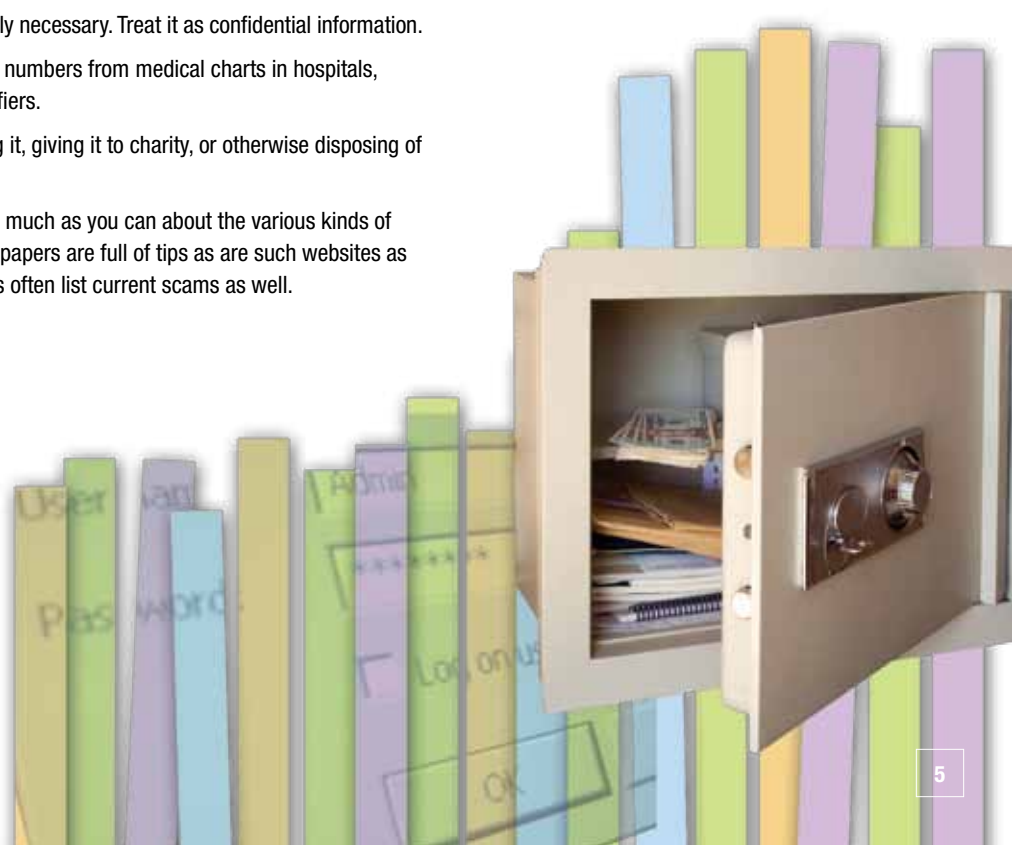 ly necessary. Treat it as confidential information.
numbers from medical charts in hospitals,
fiers.
g it, giving it to charity, or otherwise disposing of
much as you can about the various kinds of
papers are full of tips as are such websites as
s often list current scams as well.
User nan
Admin
********
Password:
Log on us
OK
5